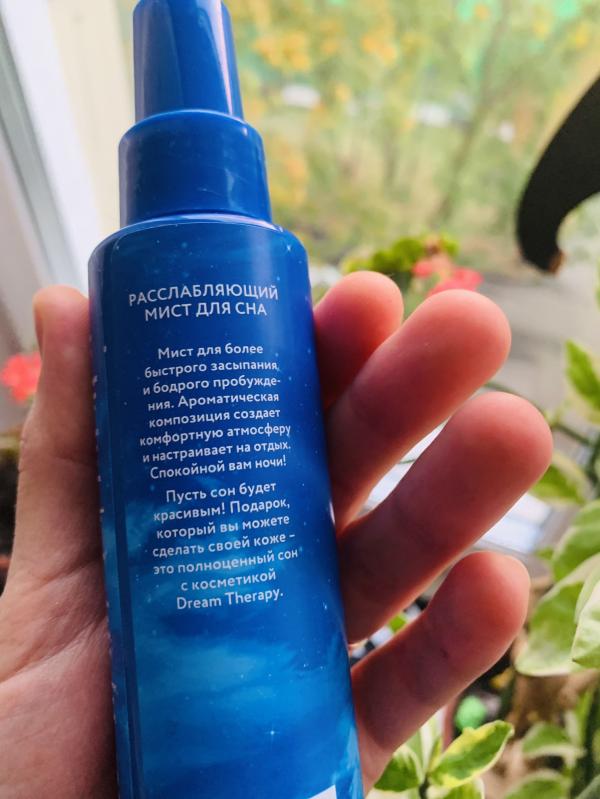 РАССЛАБЛЯЮЩИЙ
МИСТ ДЛЯ СНА
Мист для более
быстрого засыпания
и бодрого пробужде-
ния. Ароматическая
композиция создает
комфортную атмосферу
и настраивает на отдых.
Спокойной вам ночи!
Пусть сон будет
красивым! Подарок,
который вы можете
сделать своей коже –
это полноценный сон
с косметикой
Dream Therapy.